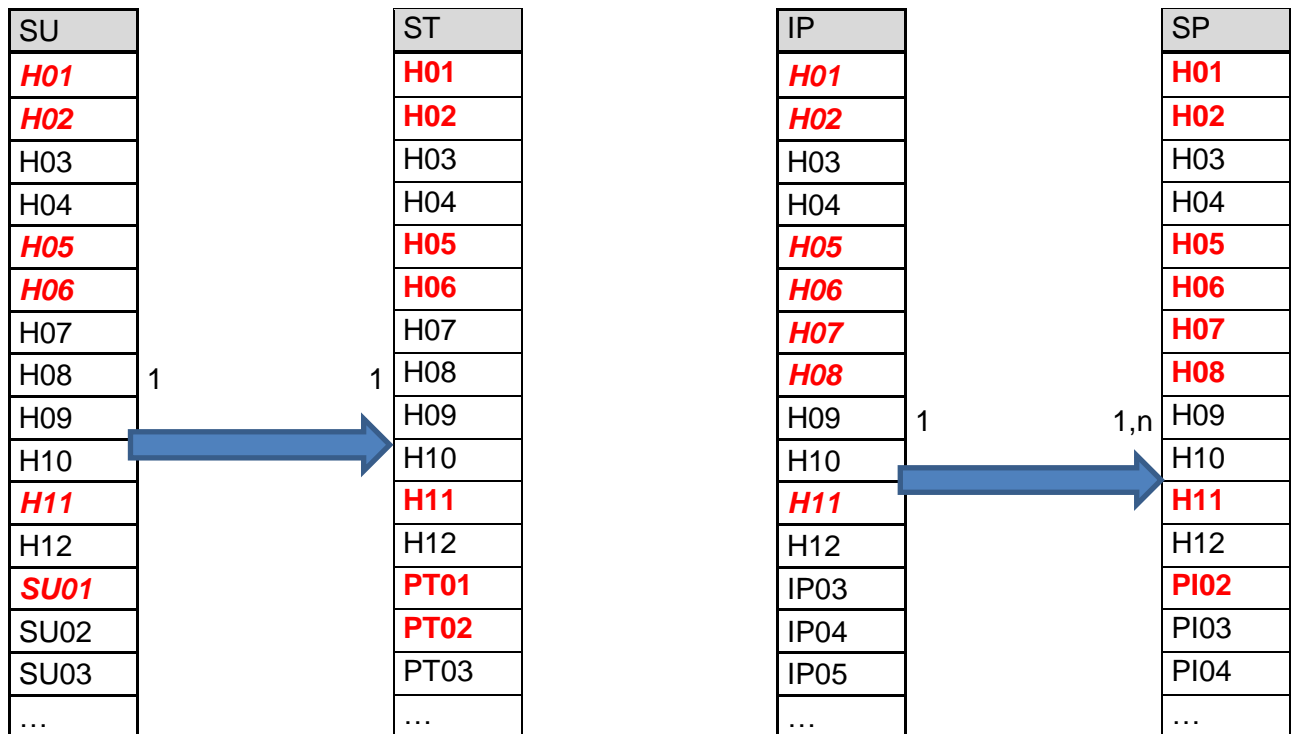 SU
H01
H02
H03
H04
H05
H06
H07
H08
H09
H10
H11
H12
SU01
SU02
SU03
…
1
1
ST
H01
H02
H03
H04
H05
H06
H07
H08
H09
H10
H11
H12
PT01
PT02
PT03
…
IP
H01
H02
H03
H04
H05
H06
H07
H08
H09
H10
H11
H12
IP03
IP04
IP05
…
1
1,n
SP
H01
H02
H03
H04
H05
H06
H07
H08
H09
H10
H11
H12
PI02
PI03
PI04
…